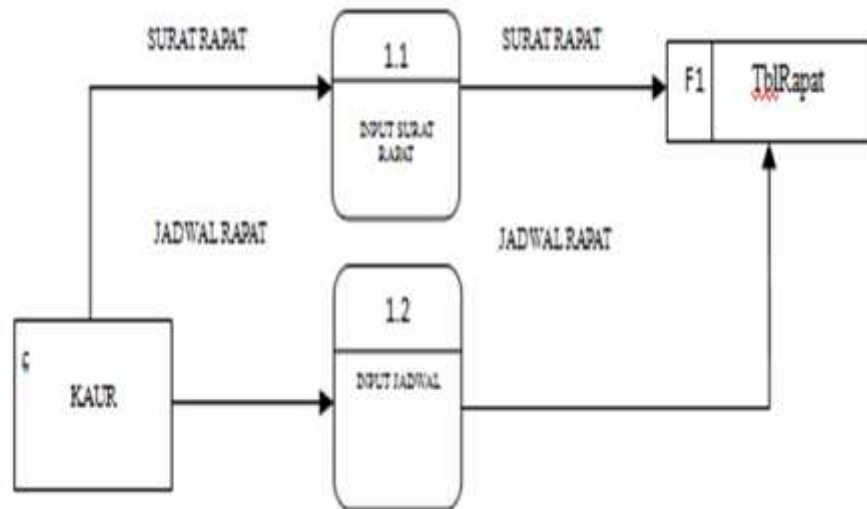 SURAT RAPAT
1.1
INPUT SURAT
RAPAT
SURAT RAPAT
F1
TblRapat
JADWAL RAPAT
JADWAL RAPAT
1.2
INPUT JADWAL
KAUR